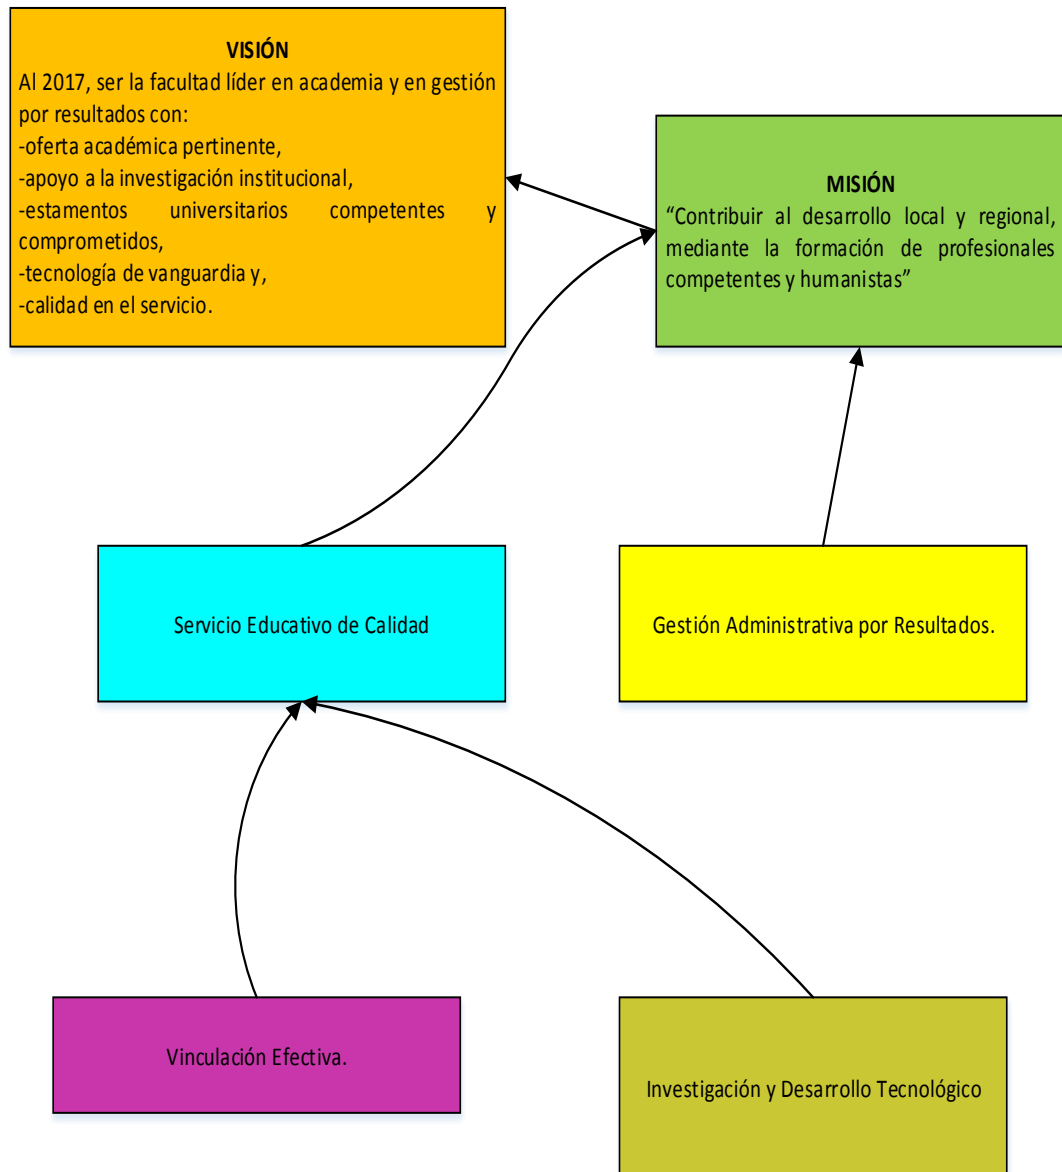 VISIÓN
Al 2017, ser la facultad líder en academia y en gestión
por resultados con:
-oferta académica pertinente,
-apoyo a la investigación institucional,
-estamentos universitarios competentes y
comprometidos,
-tecnología de vanguardia y,
-calidad en el servicio.
MISIÓN
“Contribuir al desarrollo local y regional,
mediante la formación de profesionales
competentes y humanistas”
Servicio Educativo de Calidad
Gestión Administrativa por Resultados.
Vinculación Efectiva.
Investigación y Desarrollo Tecnológico